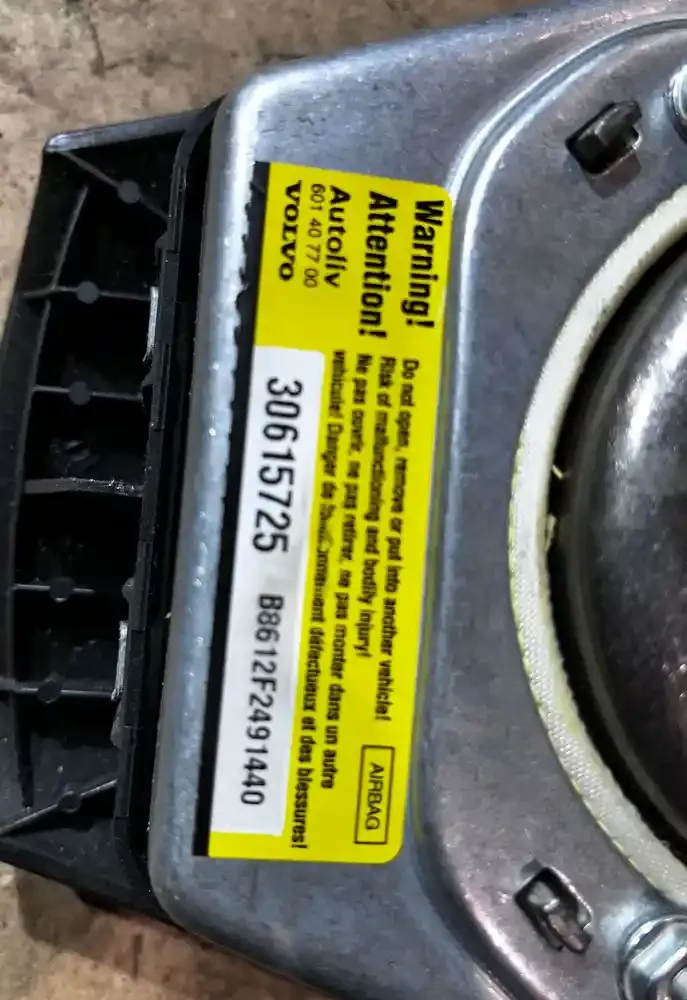 Warning!
Attention!
Do not open, remove or put into another vehicle!
Risk of malfunctioning and bodily injury!
Ne pas ouvrir, ne pas retirer, ne pas monter dans un autre
vehicule! Danger de défectueux et des blessures!
AIRBAG
Autoliv
601 40 77 00
VOLVO
30615725 B8612F2491440